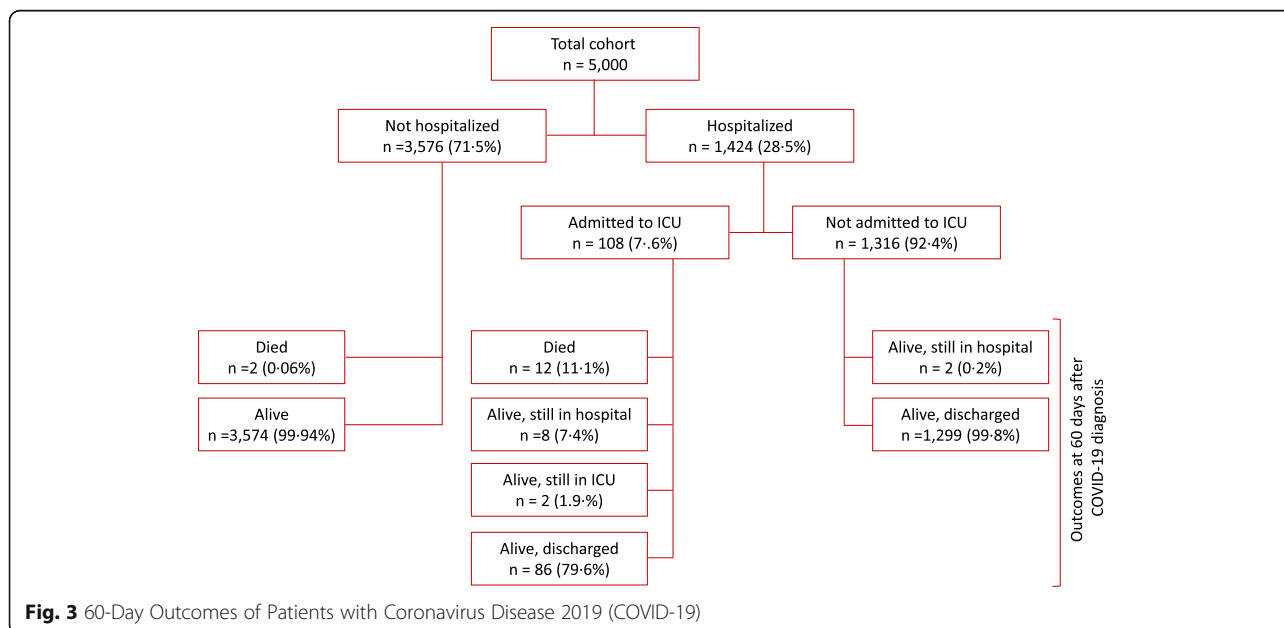 Total cohort
n = 5,000
Not hospitalized
n =3,576 (71·5%)
Hospitalized
n = 1,424 (28·5%)
Admitted to ICU
n = 108 (7·.6%)
Not admitted to ICU
n = 1,316 (92·4%)
Died
n =2 (0·06%)
Alive
n =3,574 (99·94%)
Died
n = 12 (11·1%)
Alive, still in hospital
n =8 (7·4%)
Alive, still in ICU
n = 2 (1.9·%)
Alive, discharged
n = 86 (79·6%)
Alive, still in hospital
n = 2 (0·2%)
Alive, discharged
n =1,299 (99·8%)
Outcomes at 60 days after
COVID-19 diagnosis
Fig. 3 60-Day Outcomes of Patients with Coronavirus Disease 2019 (COVID-19)